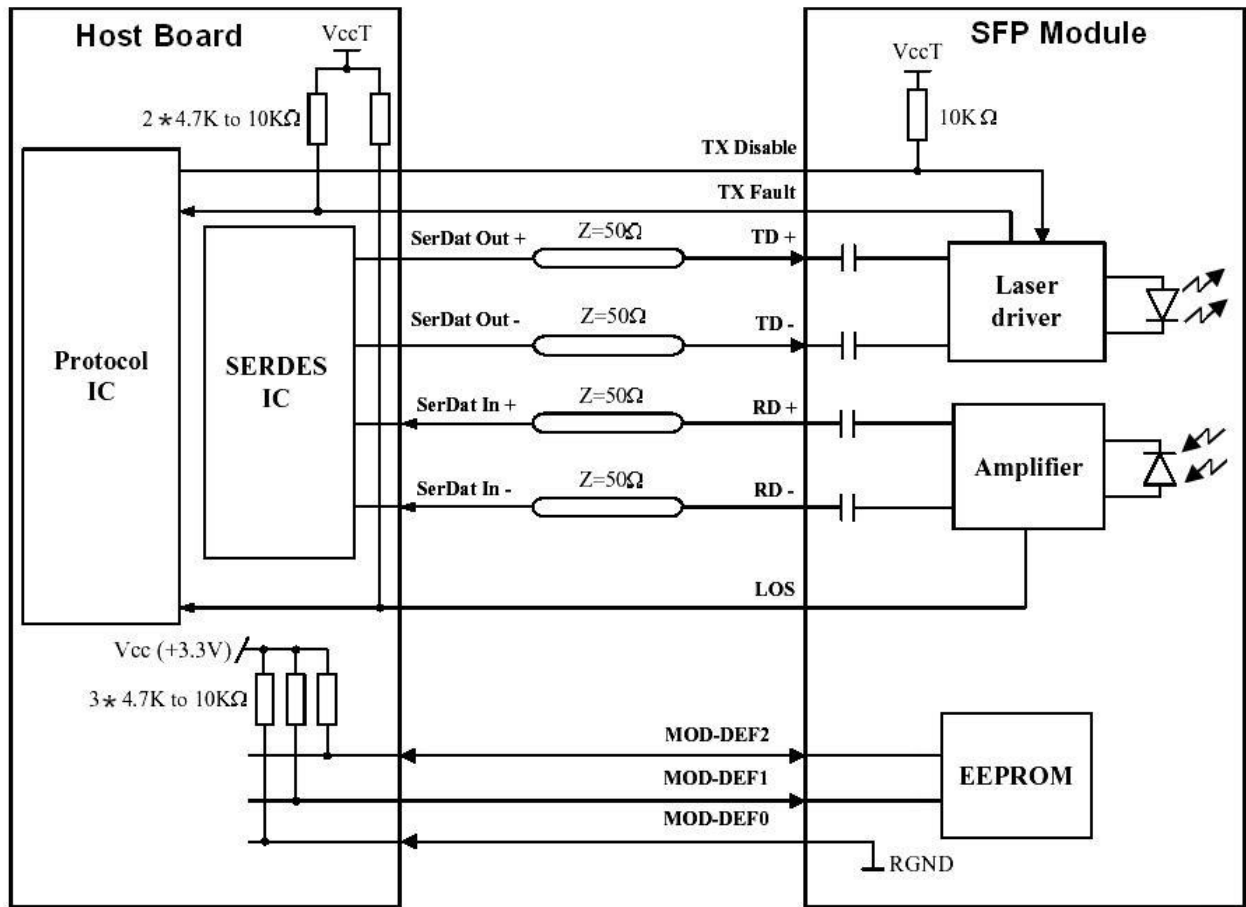 Host Board
SFP Module
VccT
VccT
2*4.7K to 10KΩ
10KΩ
TX Disable
TX Fault
SerDat Out +
Z=50Ω
TD +
SerDat Out -
Z=50Ω
TD -
Laser
driver
Protocol
IC
SERDES
IC
SerDat In +
Z=50Ω
RD +
SerDat In -
Z=50Ω
RD -
Amplifier
LOS
Vcc (+3.3V)
3*4.7K to 10KΩ
MOD-DEF2
MOD-DEF1
MOD-DEF0
EEPROM
RGND